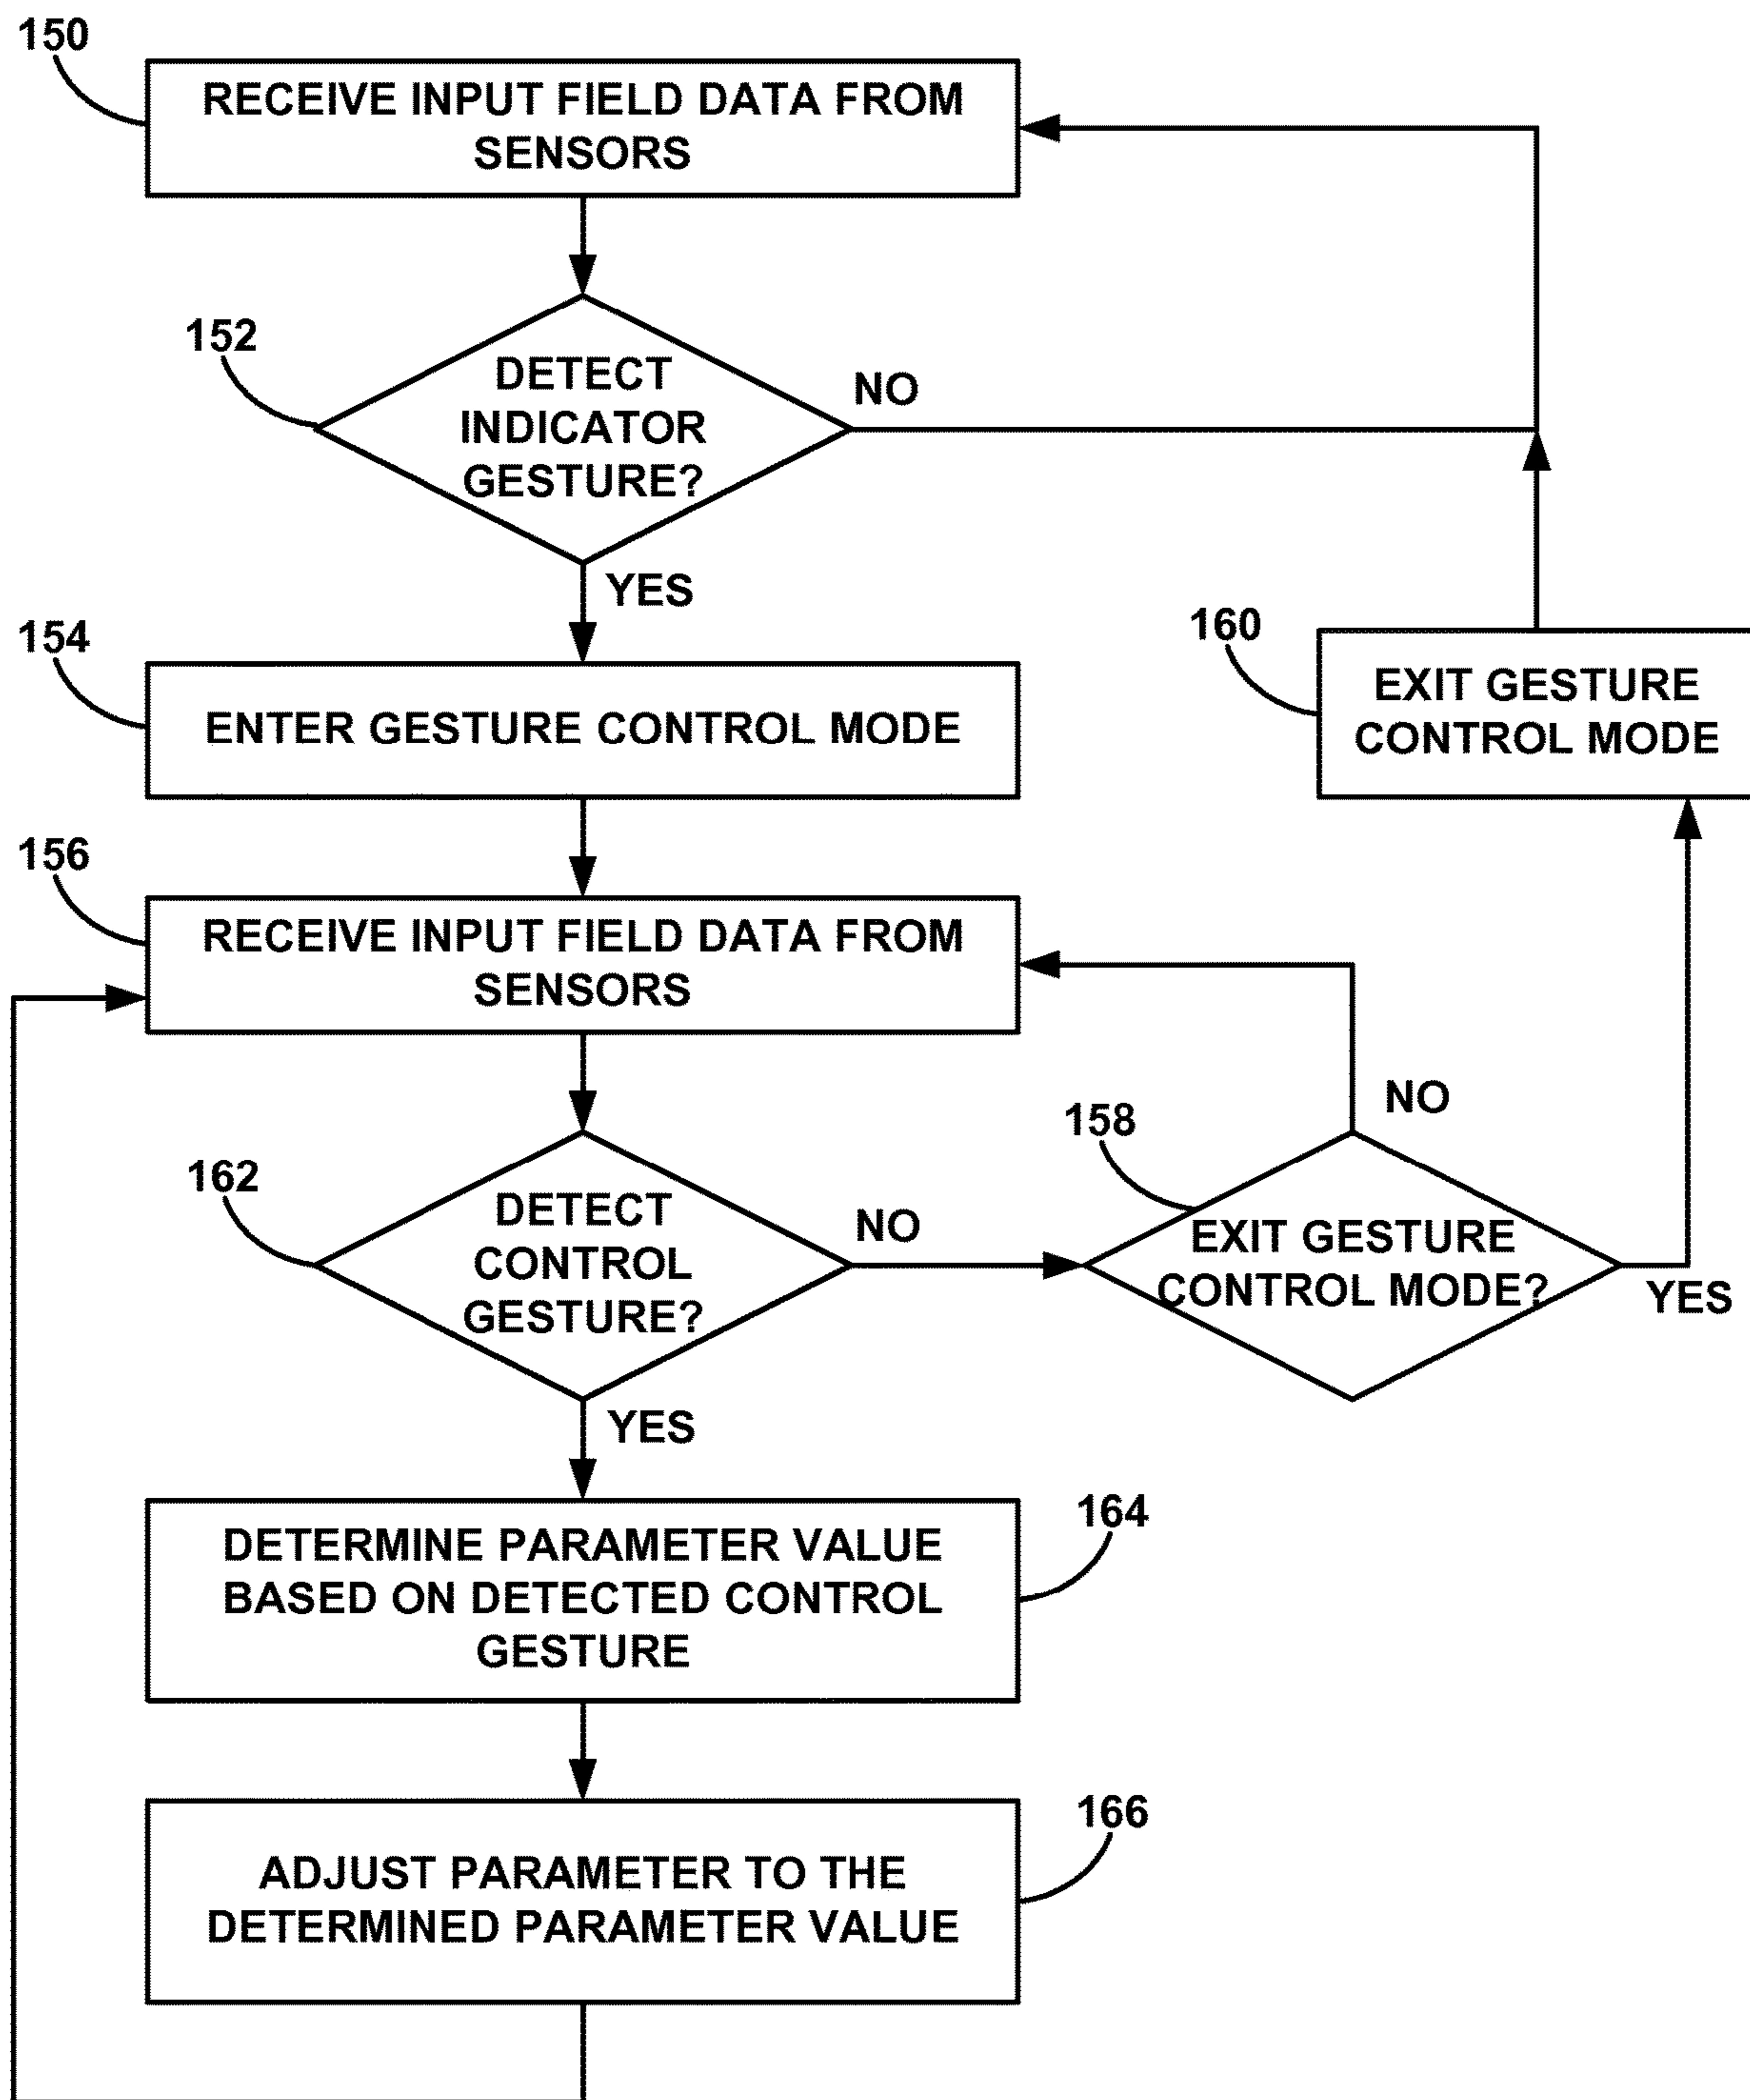 150
RECEIVE INPUT FIELD DATA FROM
SENSORS
152
DETECT
INDICATOR
GESTURE?
NO
YES
154
ENTER GESTURE CONTROL MODE
160
EXIT GESTURE
CONTROL MODE
156
RECEIVE INPUT FIELD DATA FROM
SENSORS
162
DETECT
CONTROL
GESTURE?
NO
158
EXIT GESTURE
CONTROL MODE?
NO
YES
YES
164
DETERMINE PARAMETER VALUE
BASED ON DETECTED CONTROL
GESTURE
166
ADJUST PARAMETER TO THE
DETERMINED PARAMETER VALUE